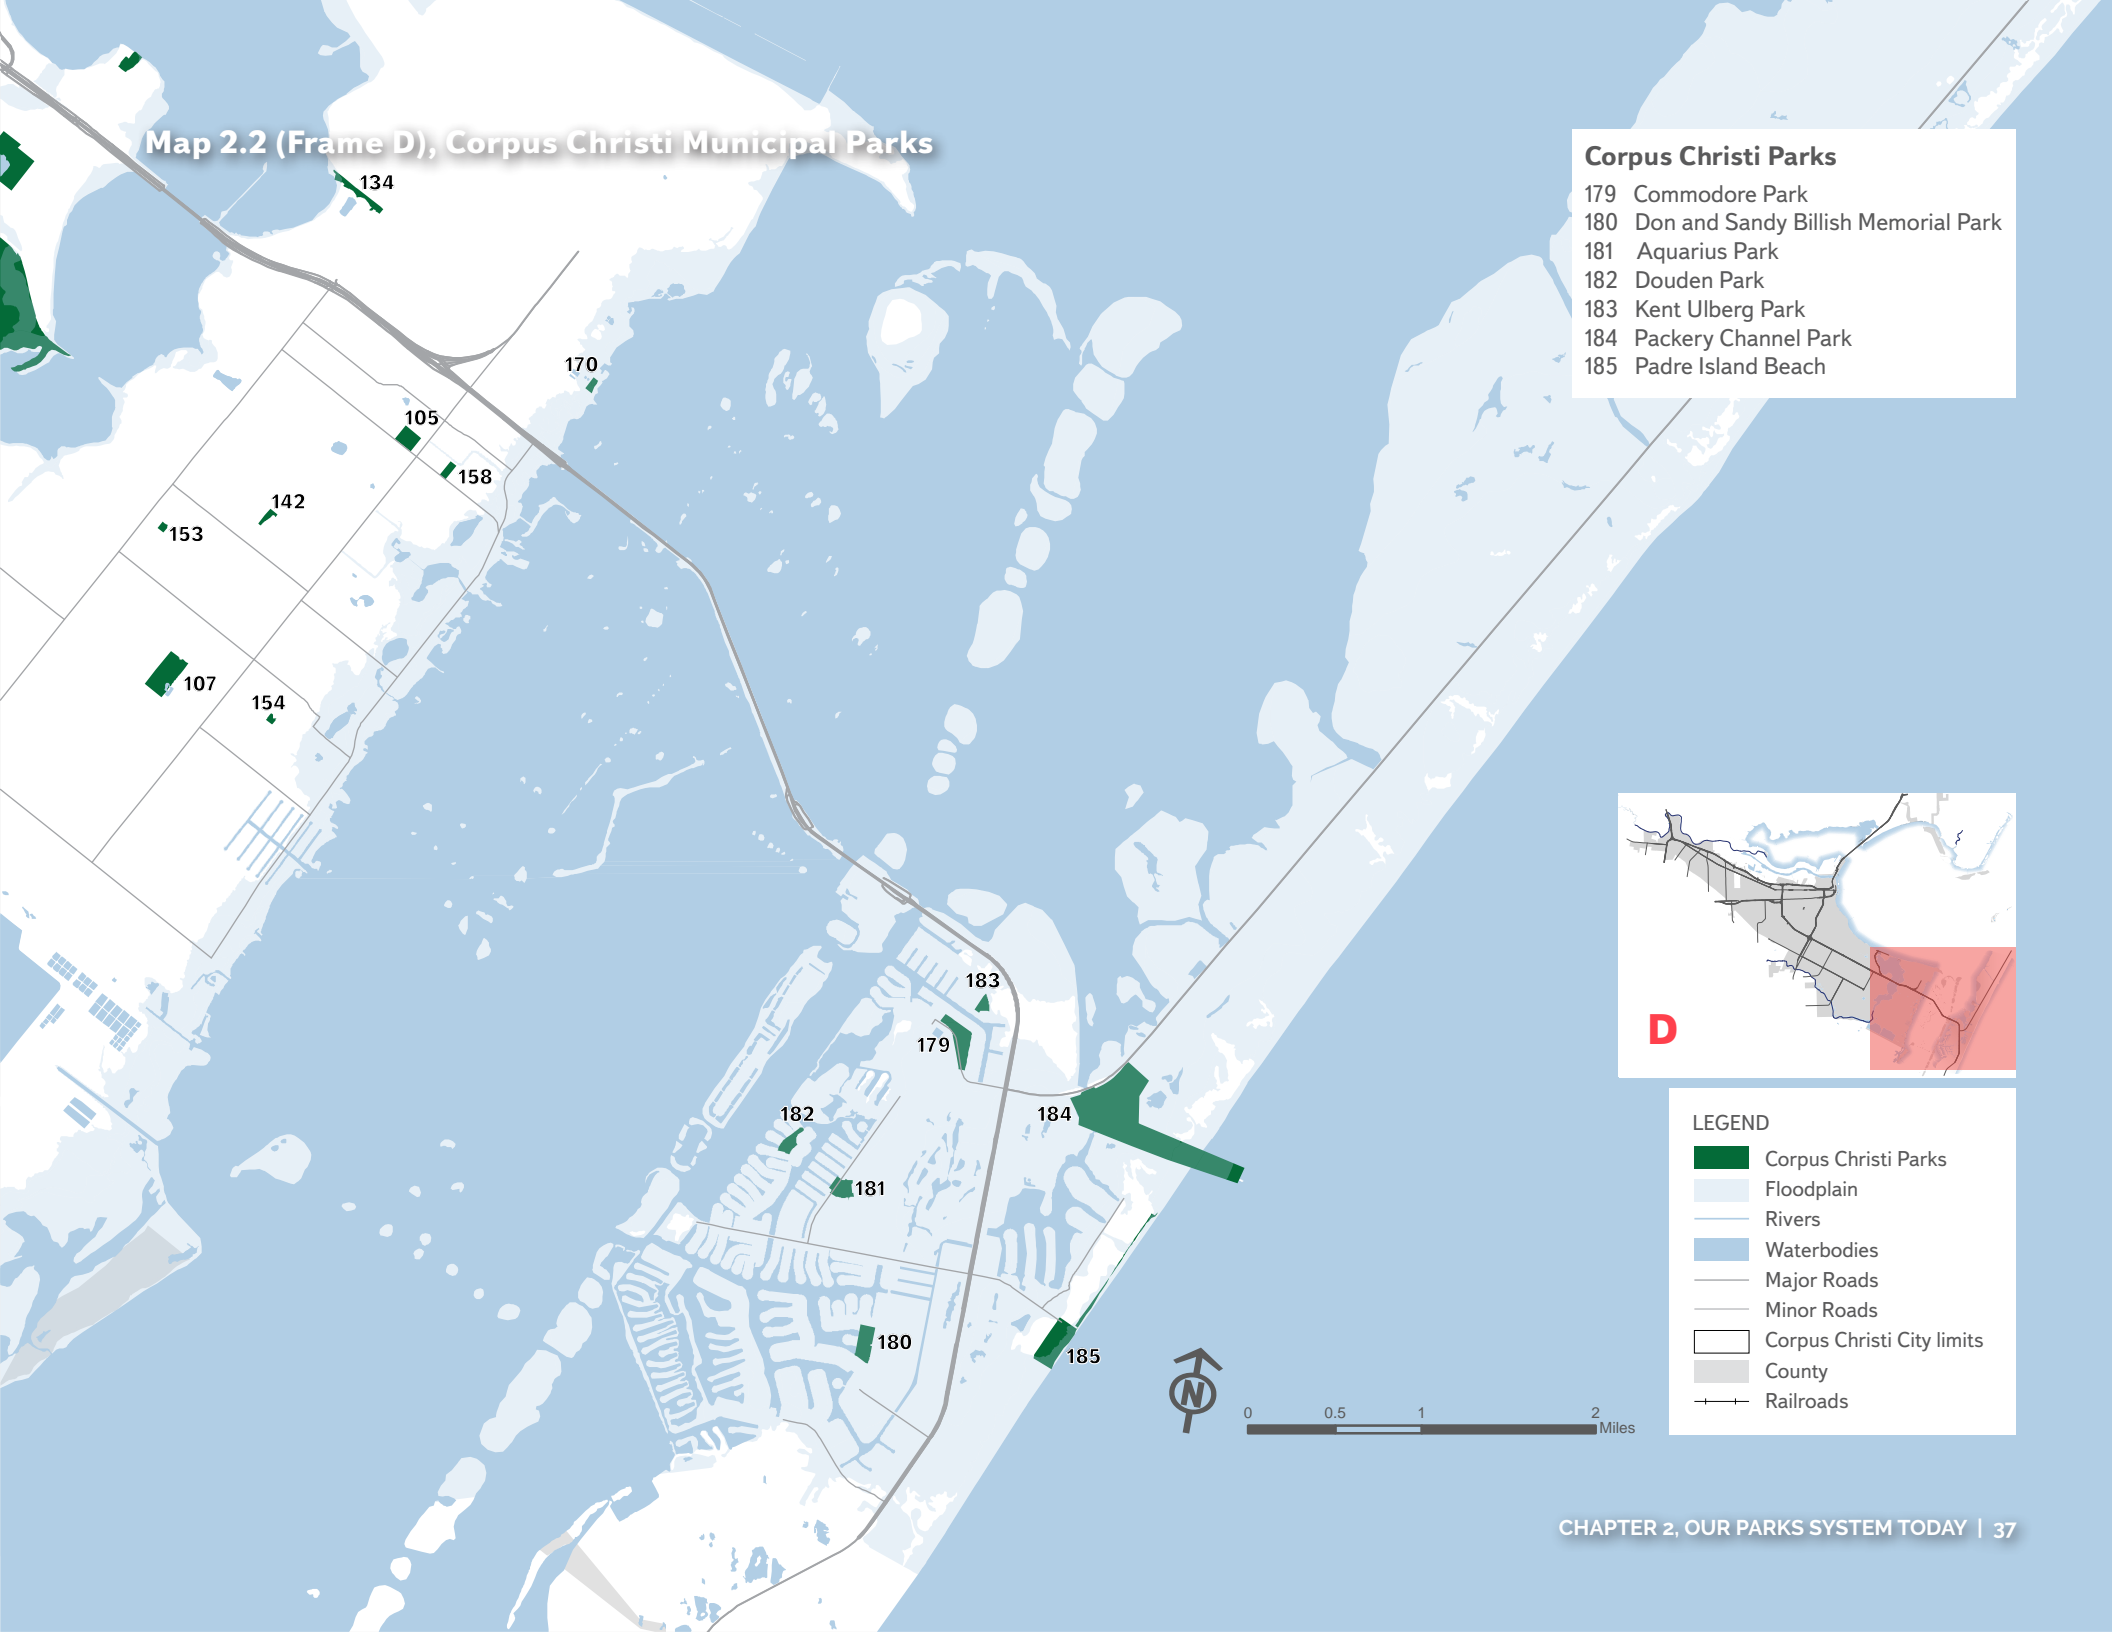 Map 2.2 (Frame D), Corpus Christi Municipal Parks
Corpus Christi Parks
179 Commodore Park
180 Don and Sandy Billish Memorial Park
181 Aquarius Park
182 Douden Park
183 Kent Ulberg Park
184 Packery Channel Park
185 Padre Island Beach
134
170
105
158
142
153
107
154
183
179
184
182
181
180
185
D
LEGEND
Corpus Christi Parks
Floodplain
Rivers
Waterbodies
Major Roads
Minor Roads
Corpus Christi City limits
County
Railroads
N
0 0.5 1 2
Miles
CHAPTER 2, OUR PARKS SYSTEM TODAY | 37